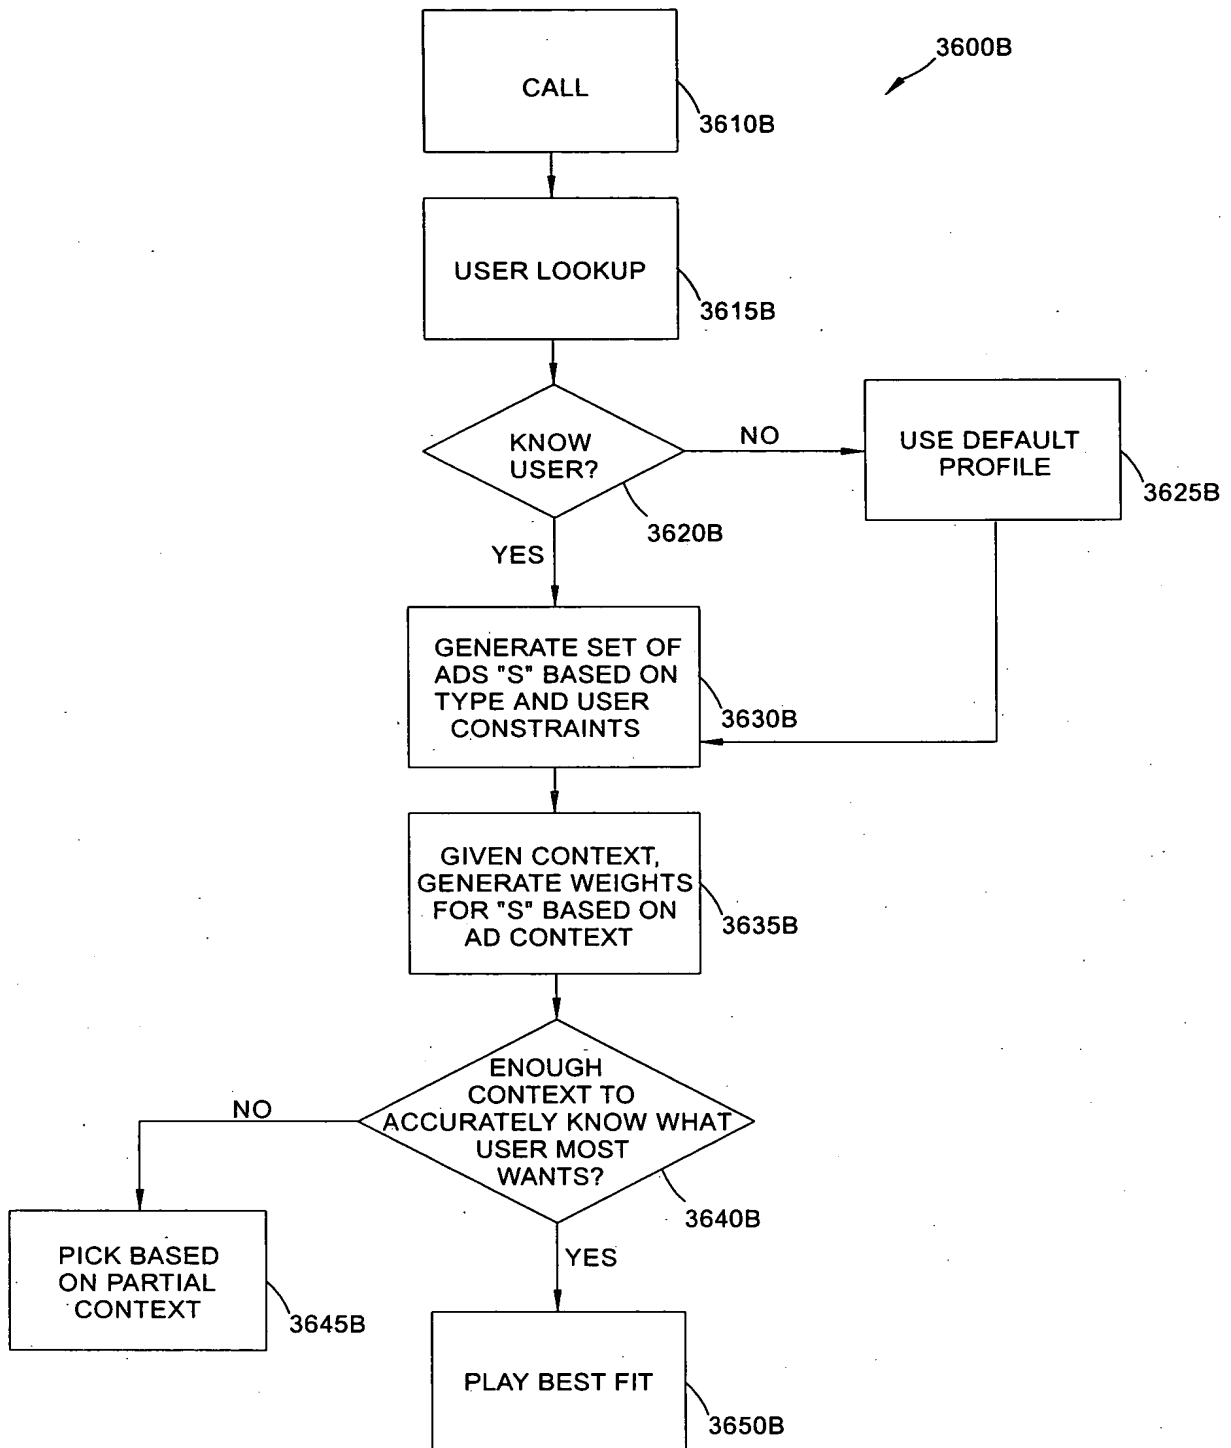 3600B
CALL
3610B
USER LOOKUP
3615B
KNOW
USER?
NO
USE DEFAULT
PROFILE
3625B
3620B
YES
GENERATE SET OF
ADS "S" BASED ON
TYPE AND USER
CONSTRAINTS
3630B
GIVEN CONTEXT,
GENERATE WEIGHTS
FOR "S" BASED ON
AD CONTEXT
3635B
ENOUGH
CONTEXT TO
ACCURATELY KNOW WHAT
USER MOST
WANTS?
NO
3640B
YES
PICK BASED
ON PARTIAL
CONTEXT
3645B
PLAY BEST FIT
3650B